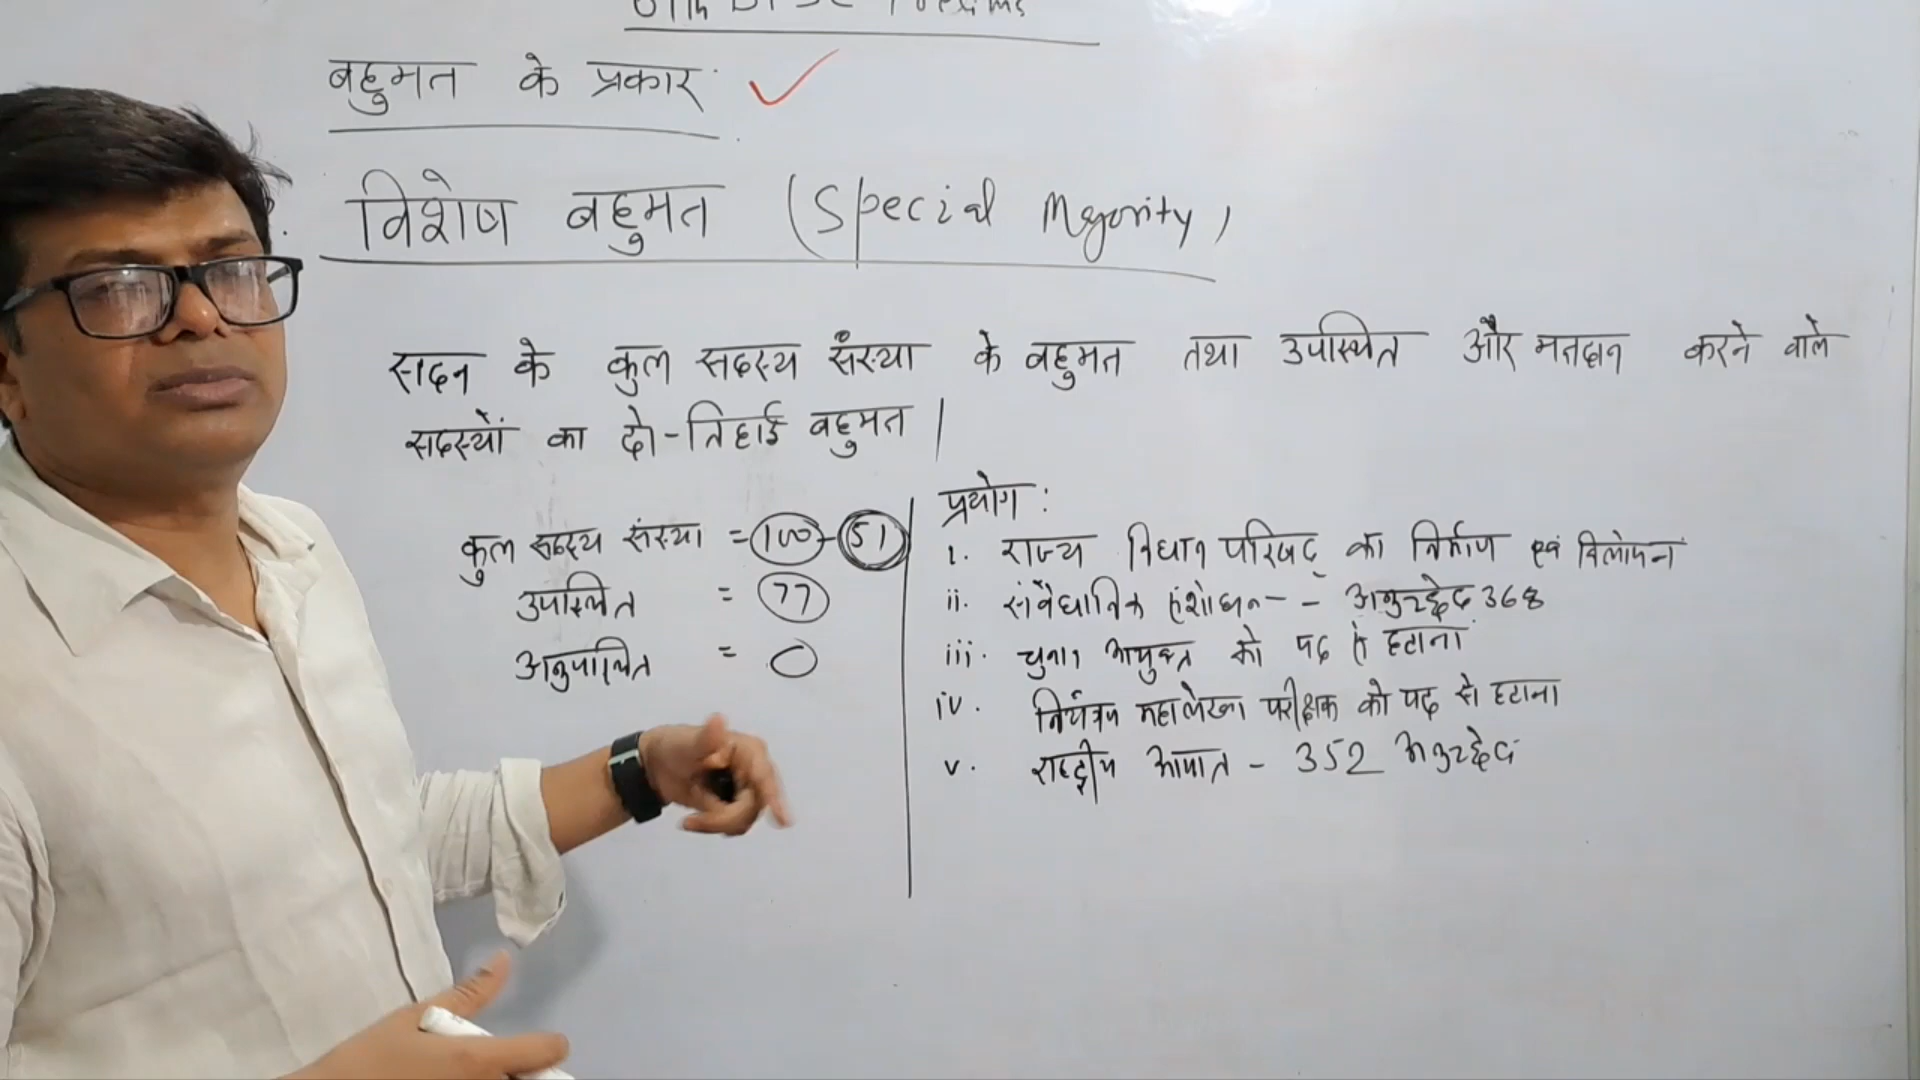 बहुमत के प्रकार
विशेष बहुमत (Special Majority)
सदन के कुल सदस्य संख्या के बहुमत तथा उपस्थित और मतदान करने वाले
सदस्यों का दो-तिहाई बहुमत |
कुल सदस्य संख्या = 100 - 51
उपस्थित = 77
अनुपस्थित = 0
प्रयोग :
i. राज्य विधान परिषद का निर्माण एवं विलोपन
ii. संवैधानिक संशोधन - - अनुच्छेद 368
iii. चुनाव आयुक्त को पद से हटाना
iv. नियंत्रण महालेखा परीक्षक को पद से हटाना
v. राष्ट्रीय आपात - 352 अनुच्छेद